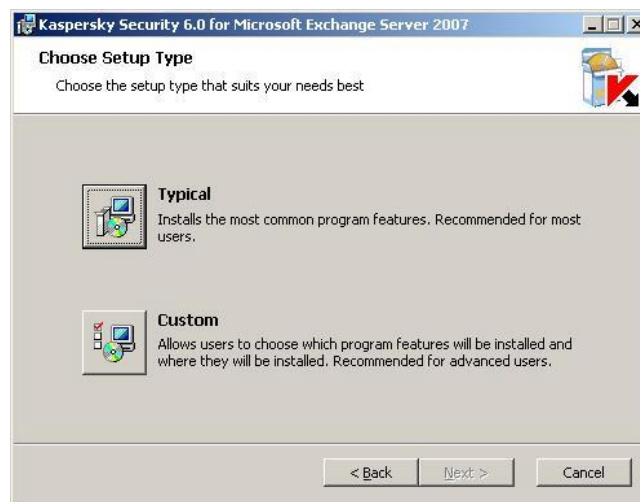 Kaspersky Security 6.0 for Microsoft Exchange Server 2007
Choose Setup Type
Choose the setup type that suits your needs best
Typical
Installs the most common program features. Recommended for most
users.
Custom
Allows users to choose which program features will be installed and
where they will be installed. Recommended for advanced users.
< Back
Next >
Cancel